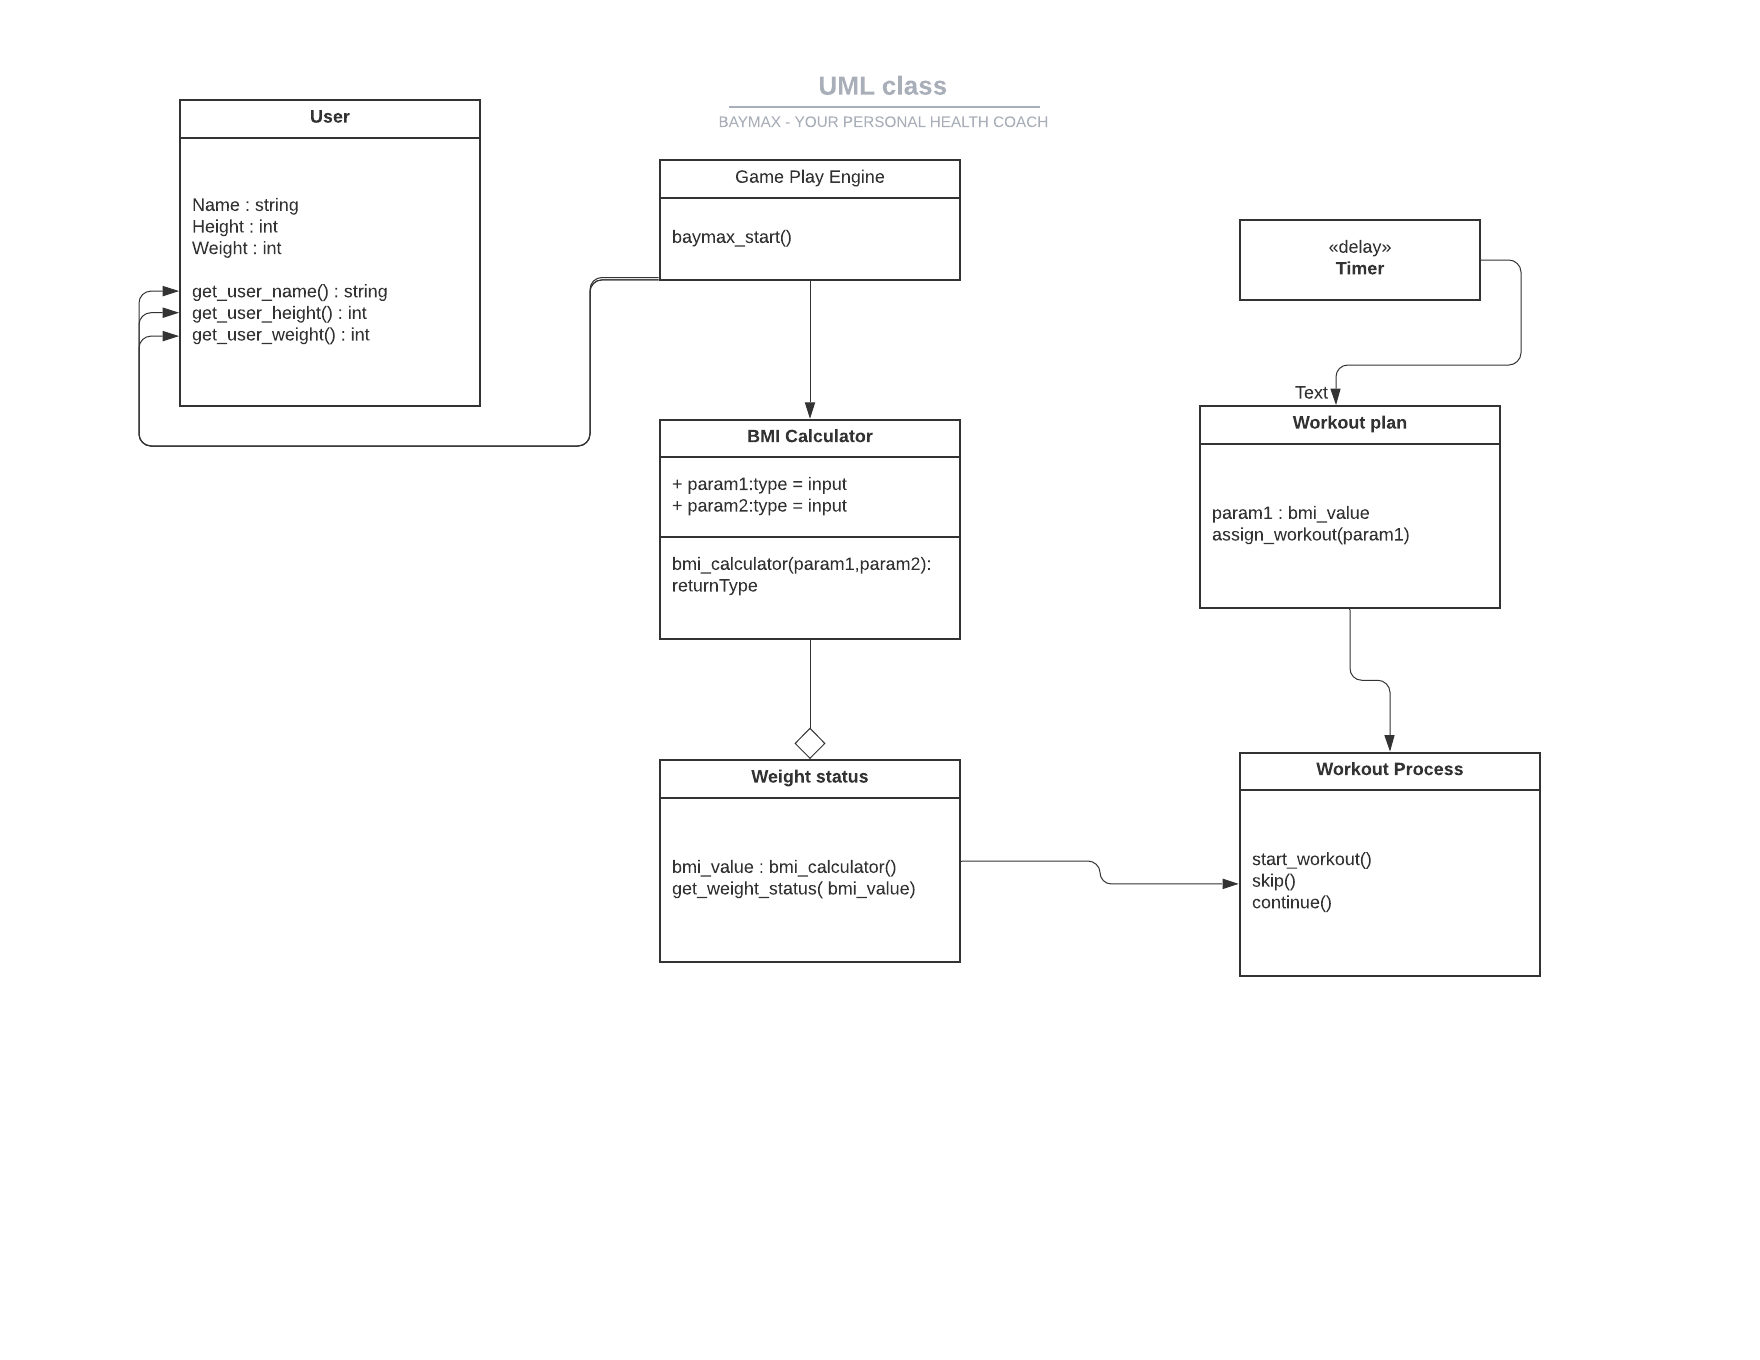 UML class
BAYMAX - YOUR PERSONAL HEALTH COACH
User
Name : string
Height : int
Weight : int
get_user_name() : string
get_user_height() : int
get_user_weight() : int
Game Play Engine
baymax_start()
BMI Calculator
+ param1:type = input
+ param2:type = input
bmi_calculator(param1,param2):
returnType
Weight status
bmi_value : bmi_calculator()
get_weight_status( bmi_value)
«delay»
Timer
Text
Workout plan
param1 : bmi_value
assign_workout(param1)
Workout Process
start_workout()
skip()
continue()